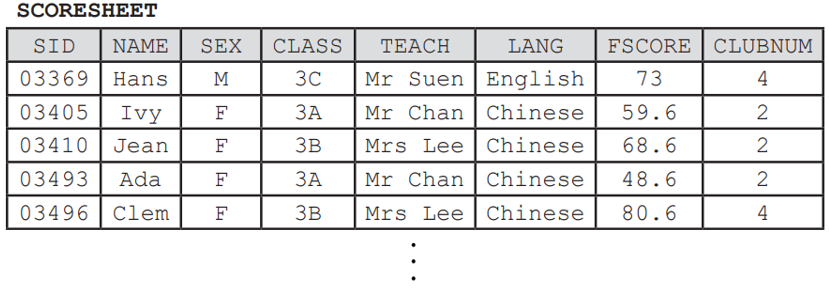 SCORESHEET
SID NAME SEX CLASS TEACH LANG FSCORE CLUBNUM
03369 Hans M 3C Mr Suen English 73 4
03405 Ivy F 3A Mr Chan Chinese 59.6 2
03410 Jean F 3B Mrs Lee Chinese 68.6 2
03493 Ada F 3A Mr Chan Chinese 48.6 2
03496 Clem F 3B Mrs Lee Chinese 80.6 4
.
.
.